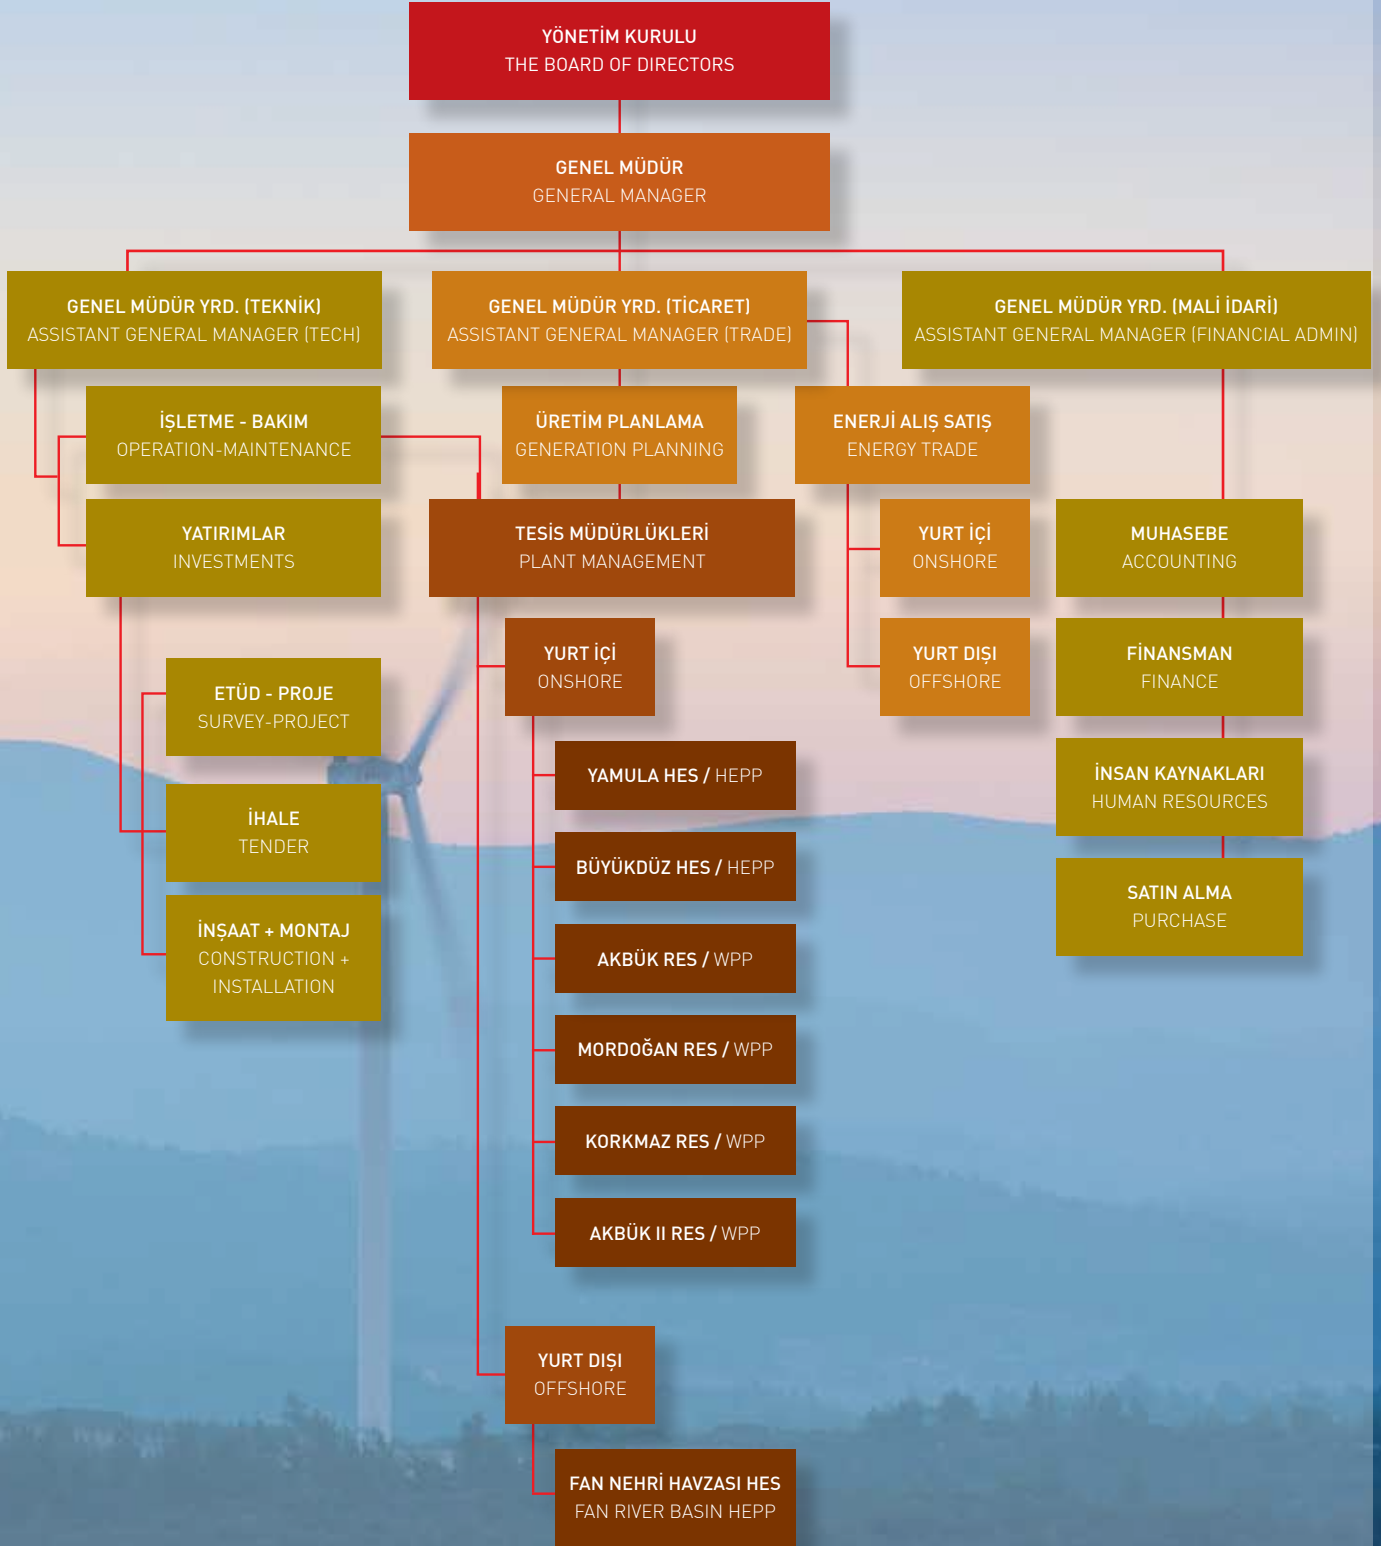 YÖNETİM KURULU
THE BOARD OF DIRECTORS
GENEL MÜDÜR
GENERAL MANAGER
GENEL MÜDÜR YRD. (TEKNİK)
ASSISTANT GENERAL MANAGER (TECH)
GENEL MÜDÜR YRD. (TİCARET)
ASSISTANT GENERAL MANAGER (TRADE)
GENEL MÜDÜR YRD. (MALİ İDARİ)
ASSISTANT GENERAL MANAGER (FINANCIAL ADMIN)
İŞLETME - BAKIM
OPERATION-MAINTENANCE
ÜRETİM PLANLAMA
GENERATION PLANNING
ENERJİ ALIŞ SATIŞ
ENERGY TRADE
YATIRIMLAR
INVESTMENTS
TESİS MÜDÜRLÜKLERİ
PLANT MANAGEMENT
YURT İÇİ
ONSHORE
MUHASEBE
ACCOUNTING
YURT İÇİ
ONSHORE
YURT DIŞI
OFFSHORE
FİNANSMAN
FINANCE
ETÜD - PROJE
SURVEY-PROJECT
YAMULA HES / HEPP
İNSAN KAYNAKLARI
HUMAN RESOURCES
İHALE
TENDER
BÜYÜKDÜZ HES / HEPP
SATIN ALMA
PURCHASE
İNŞAAT + MONTAJ
CONSTRUCTION +
INSTALLATION
AKBÜK RES / WPP
MORDOĞAN RES / WPP
KORKMAZ RES / WPP
AKBÜK II RES / WPP
YURT DIŞI
OFFSHORE
FAN NEHRİ HAVZASI HES
FAN RIVER BASIN HEPP